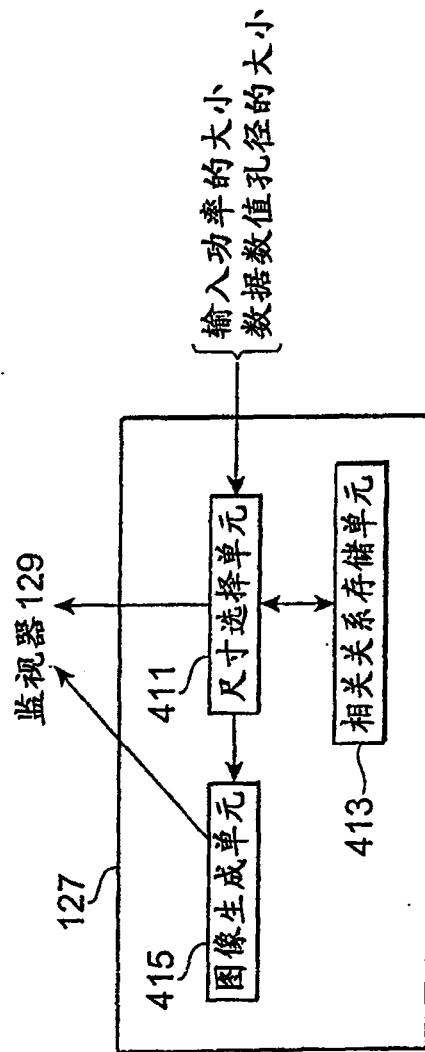 监视器 129
127
输入功率的大小
数据数值孔径的大小
415
图像生成单元
411
尺寸选择单元
413
相关关系存储单元